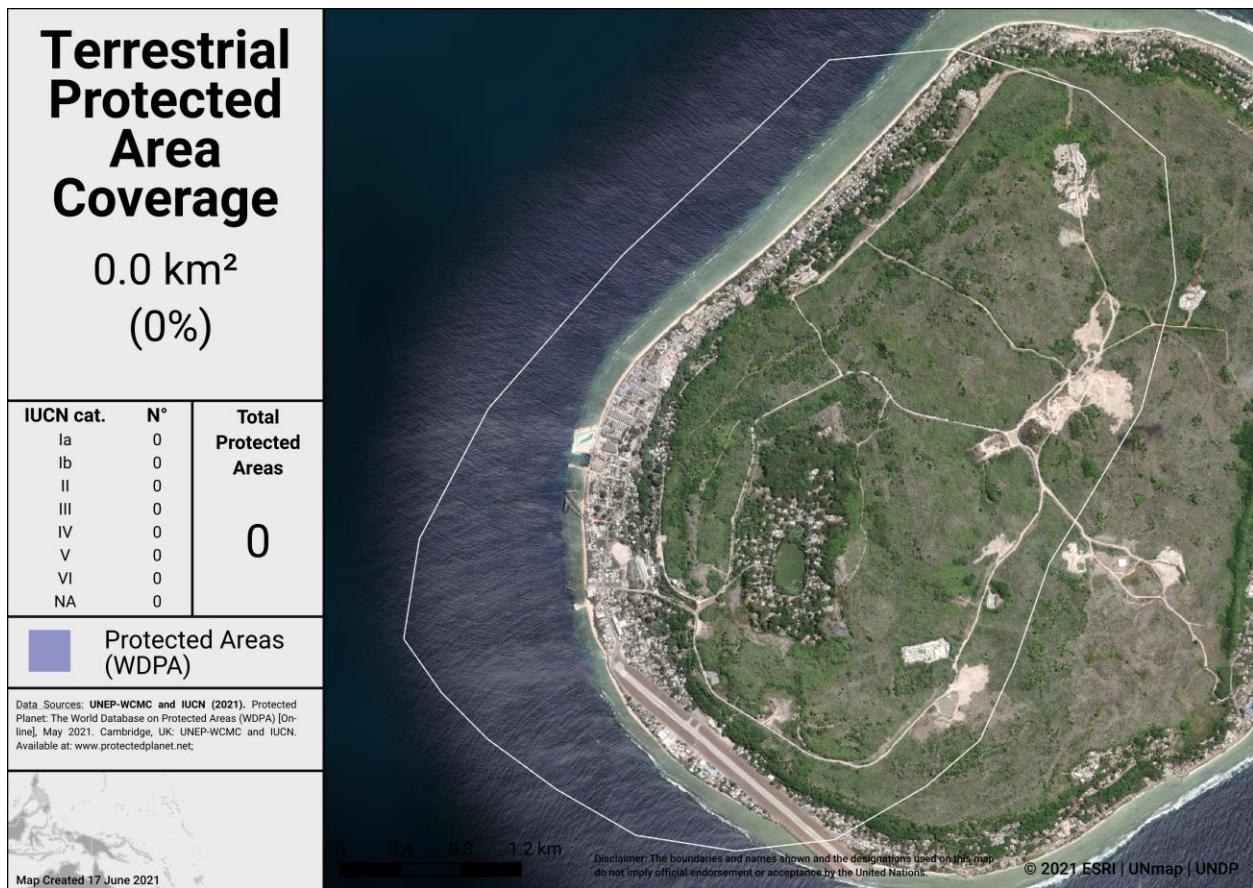 Terrestrial
Protected
Area
Coverage
0.0 km²
(0%)
IUCN cat. N°
Ia 0
Ib 0
II 0
III 0
IV 0
V 0
VI 0
NA 0
Total
Protected
Areas
0
Protected Areas
(WDPA)
Data Sources: UNEP-WCMC and IUCN (2021). Protected
Planet: The World Database on Protected Areas (WDPA) [On-
line], May 2021. Cambridge, UK: UNEP-WCMC and IUCN.
Available at: www.protectedplanet.net;
Map Created 17 June 2021
0 0.4 0.8 1.2 km
Disclaimer: The boundaries and names shown and the designations used on this map
do not imply official endorsement or acceptance by the United Nations.
© 2021 ESRI | UNmap | UNDP